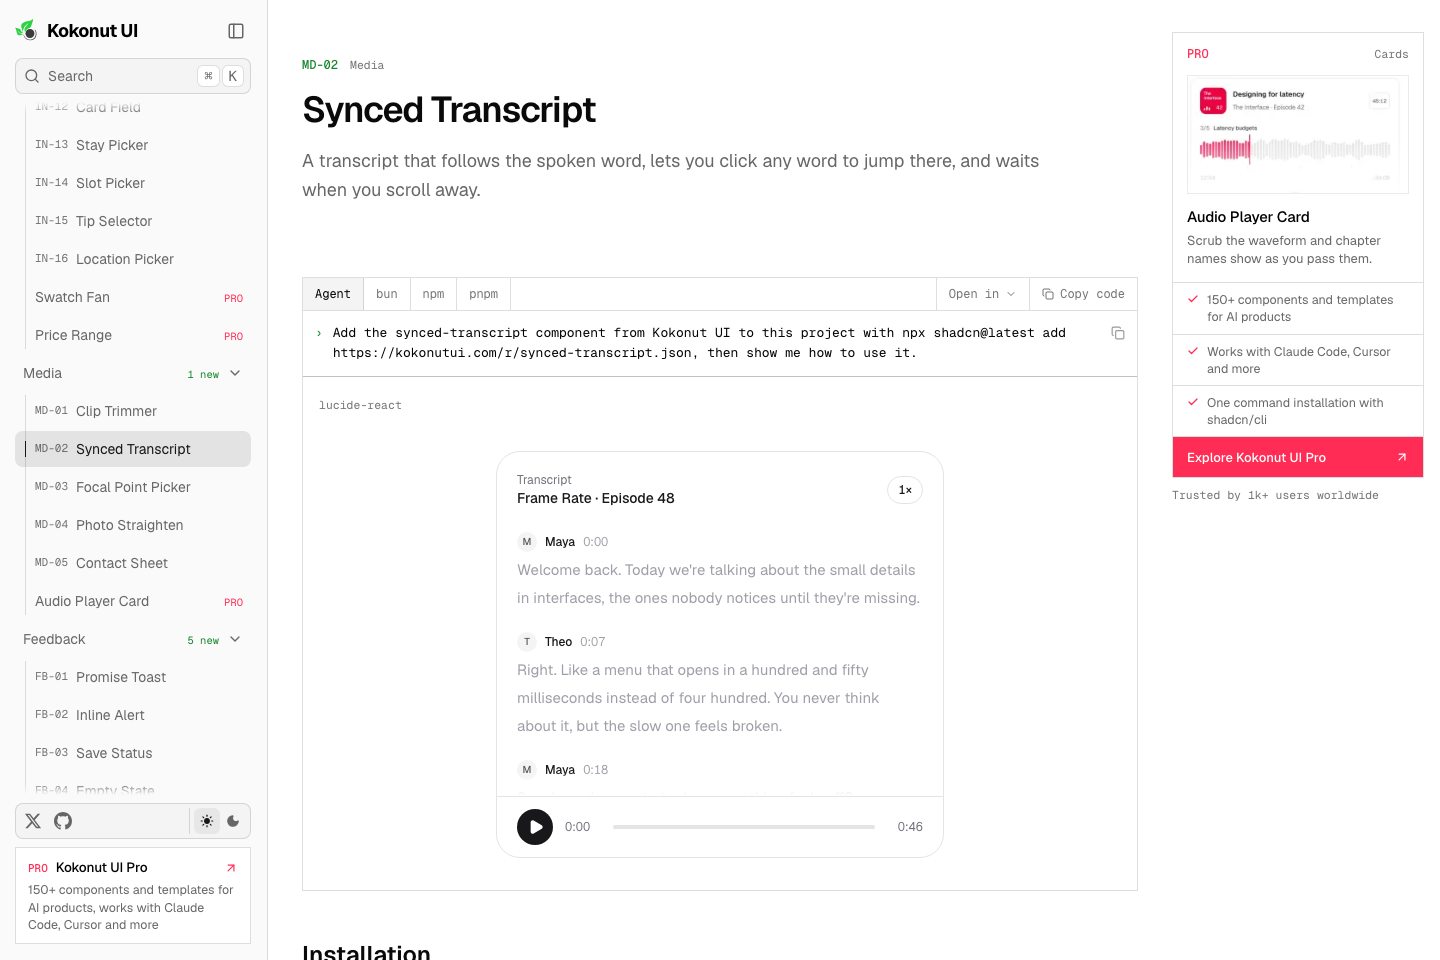 Kokonut UI
Search
⌘ K
IN-12 Card Field
IN-13 Stay Picker
IN-14 Slot Picker
IN-15 Tip Selector
IN-16 Location Picker
Swatch Fan PRO
Price Range PRO
Media 1 new
MD-01 Clip Trimmer
MD-02 Synced Transcript
MD-03 Focal Point Picker
MD-04 Photo Straighten
MD-05 Contact Sheet
Audio Player Card PRO
Feedback 5 new
FB-01 Promise Toast
FB-02 Inline Alert
FB-03 Save Status
FB-04 Empty State
PRO Kokonut UI Pro
150+ components and templates for
AI products, works with Claude
Code, Cursor and more
MD-02 Media
Synced Transcript
A transcript that follows the spoken word, lets you click any word to jump there, and waits
when you scroll away.
Agent bun npm pnpm Open in Copy code
› Add the synced-transcript component from Kokonut UI to this project with npx shadcn@latest add
https://kokonutui.com/r/synced-transcript.json, then show me how to use it.
lucide-react
Transcript
Frame Rate · Episode 48
1×
M Maya 0:00
Welcome back. Today we're talking about the small details
in interfaces, the ones nobody notices until they're missing.
T Theo 0:07
Right. Like a menu that opens in a hundred and fifty
milliseconds instead of four hundred. You never think
about it, but the slow one feels broken.
M Maya 0:18
0:00 0:46
Installation
PRO Cards
Designing for latency
The Interface · Episode 42
48:12
3/5 Latency budgets
Audio Player Card
Scrub the waveform and chapter
names show as you pass them.
150+ components and templates
for AI products
Works with Claude Code, Cursor
and more
One command installation with
shadcn/cli
Explore Kokonut UI Pro
Trusted by 1k+ users worldwide